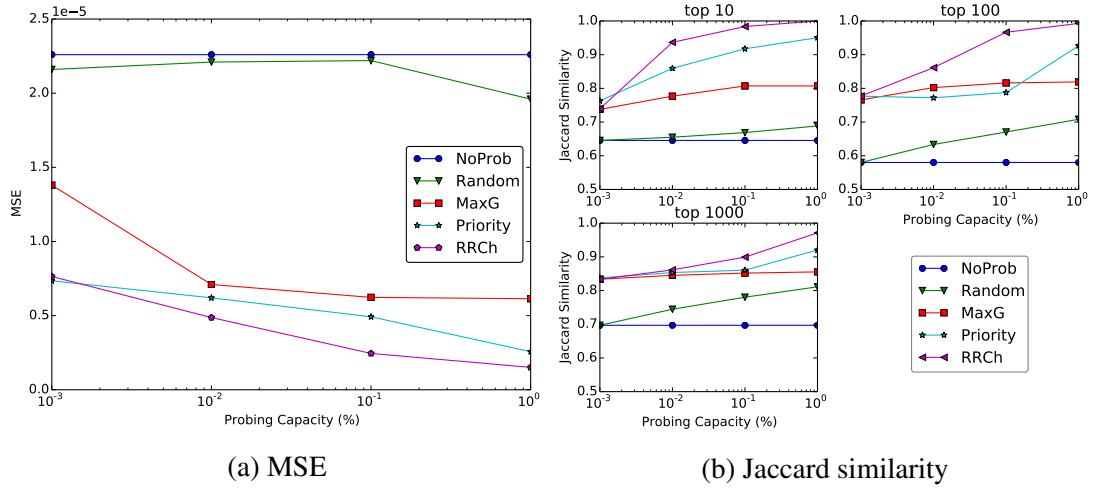 1e−5
2.5
2.0
1.5
1.0
0.5
0.0
MSE
10^-3 10^-2 10^-1 10^0
Probing Capacity (%)
NoProb
Random
MaxG
Priority
RRCh
(a) MSE
top 10
1.0
0.9
0.8
0.7
0.6
0.5
Jaccard Similarity
10^-3 10^-2 10^-1 10^0
top 100
1.0
0.9
0.8
0.7
0.6
0.5
10^-3 10^-2 10^-1 10^0
Probing Capacity (%)
top 1000
1.0
0.9
0.8
0.7
0.6
0.5
Jaccard Similarity
10^-3 10^-2 10^-1 10^0
Probing Capacity (%)
NoProb
Random
MaxG
Priority
RRCh
(b) Jaccard similarity